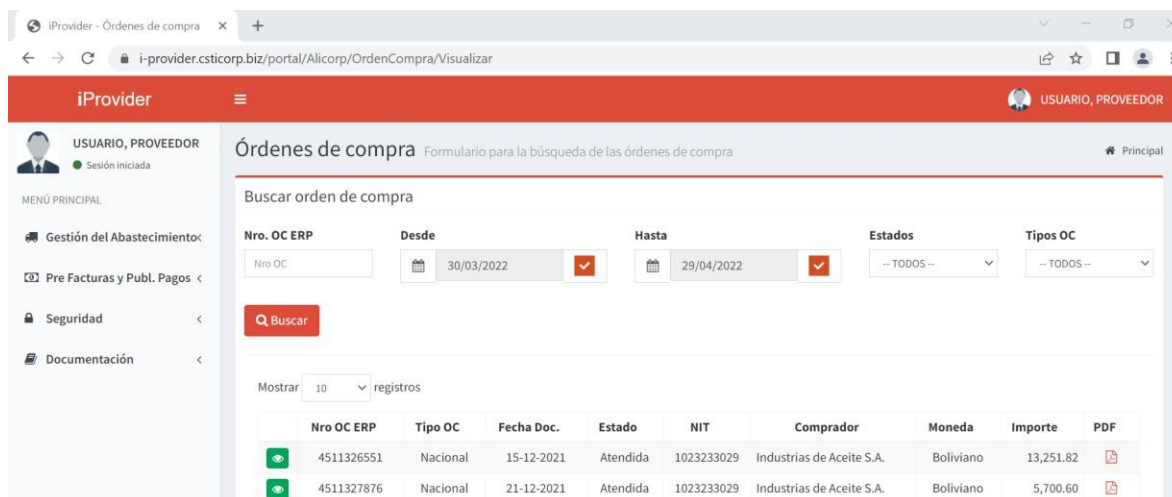 iProvider - Órdenes de compra
i-provider.csticorp.biz/portal/Alicorp/OrdenCompra/Visualizar
iProvider
USUARIO, PROVEEDOR
USUARIO, PROVEEDOR
Sesión iniciada
MENÚ PRINCIPAL
Gestión del Abastecimiento
Pre Facturas y Publ. Pagos
Seguridad
Documentación
Órdenes de compra Formulario para la búsqueda de las órdenes de compra
Principal
Buscar orden de compra
Nro. OC ERP Desde Hasta Estados Tipos OC
Nro OC 30/03/2022 29/04/2022 -- TODOS -- -- TODOS --
Buscar
Mostrar 10 registros
Nro OC ERP Tipo OC Fecha Doc. Estado NIT Comprador Moneda Importe PDF
4511326551 Nacional 15-12-2021 Atendida 1023233029 Industrias de Aceite S.A. Boliviano 13,251.82
4511327876 Nacional 21-12-2021 Atendida 1023233029 Industrias de Aceite S.A. Boliviano 5,700.60